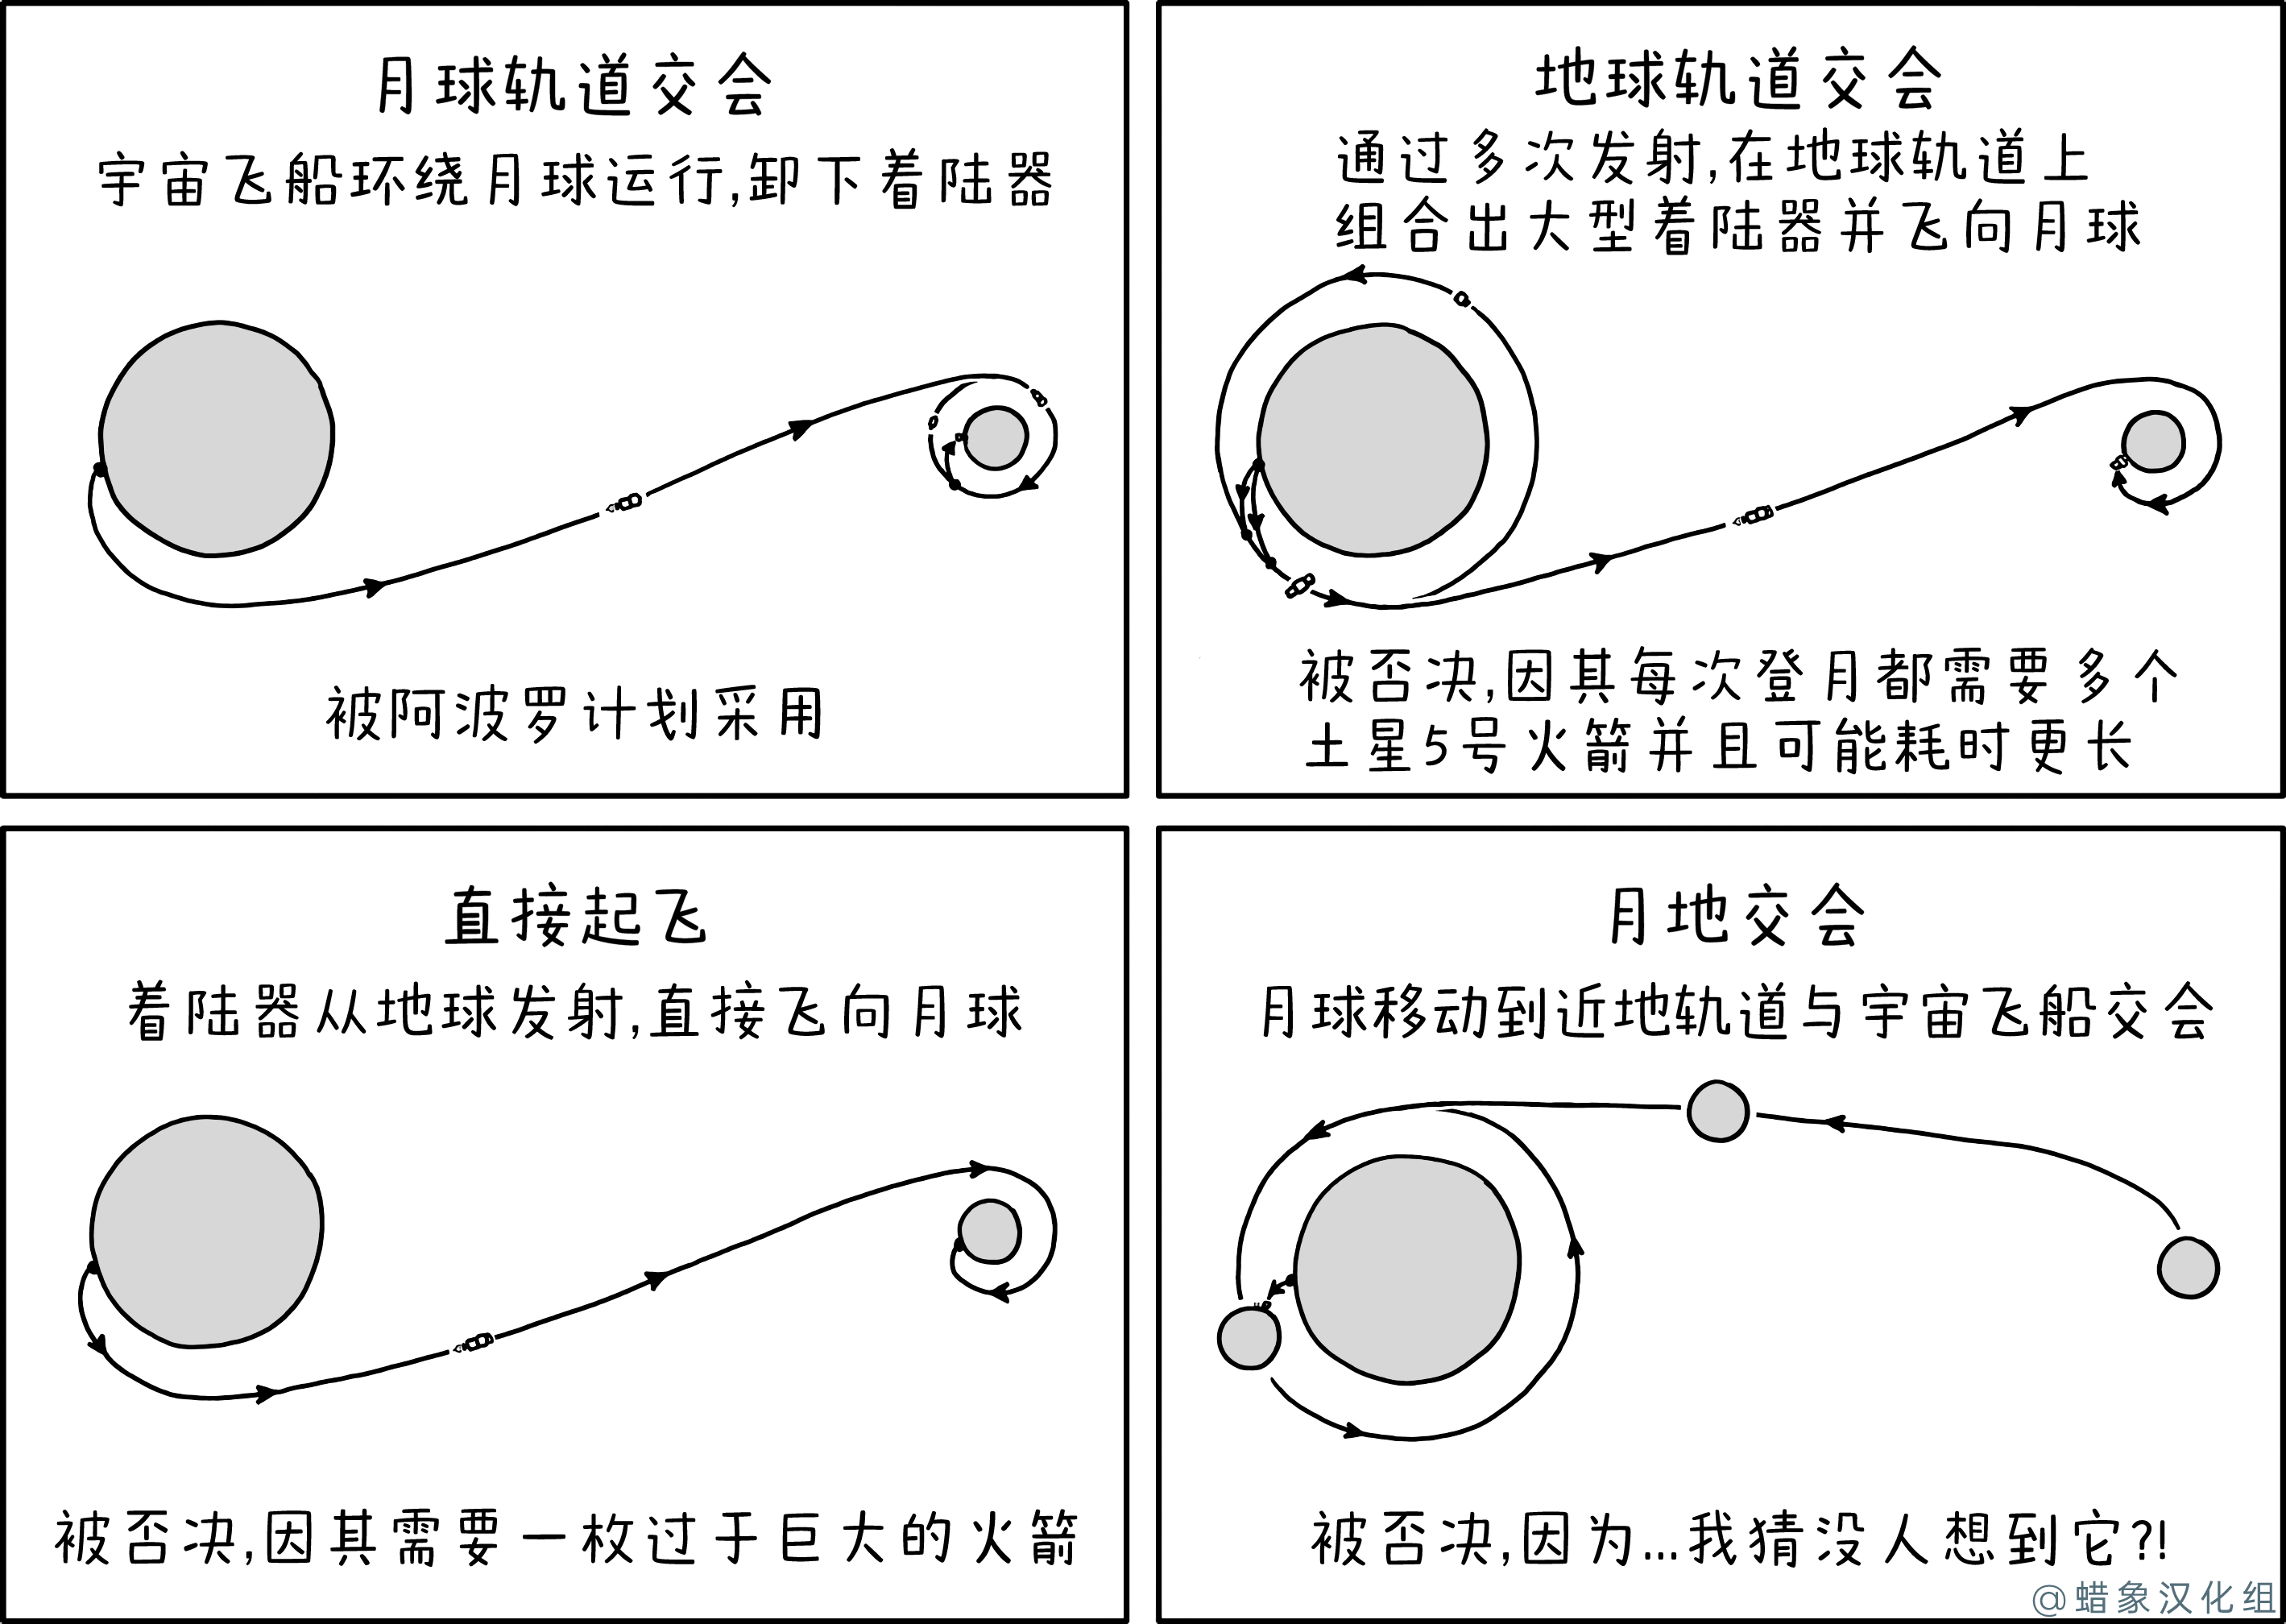 月球轨道交会
宇宙飞船环绕月球运行,卸下着陆器
被阿波罗计划采用
地球轨道交会
通过多次发射,在地球轨道上
组合出大型着陆器并飞向月球
被否决,因其每次登月都需要多个
土星5号火箭并且可能耗时更长
直接起飞
着陆器从地球发射,直接飞向月球
被否决,因其需要一枚过于巨大的火箭
月地交会
月球移动到近地轨道与宇宙飞船交会
被否决,因为...我猜没人想到它?!
@蜡象汉化组